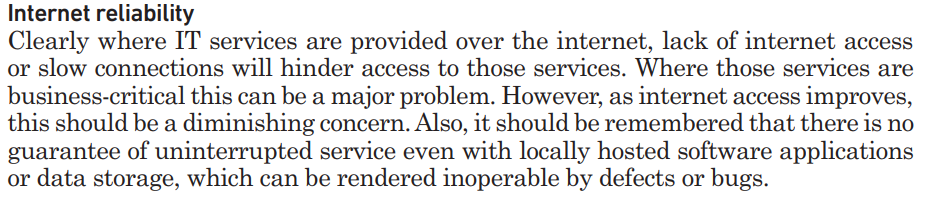 Internet reliability
Clearly where IT services are provided over the internet, lack of internet access
or slow connections will hinder access to those services. Where those services are
business-critical this can be a major problem. However, as internet access improves,
this should be a diminishing concern. Also, it should be remembered that there is no
guarantee of uninterrupted service even with locally hosted software applications
or data storage, which can be rendered inoperable by defects or bugs.